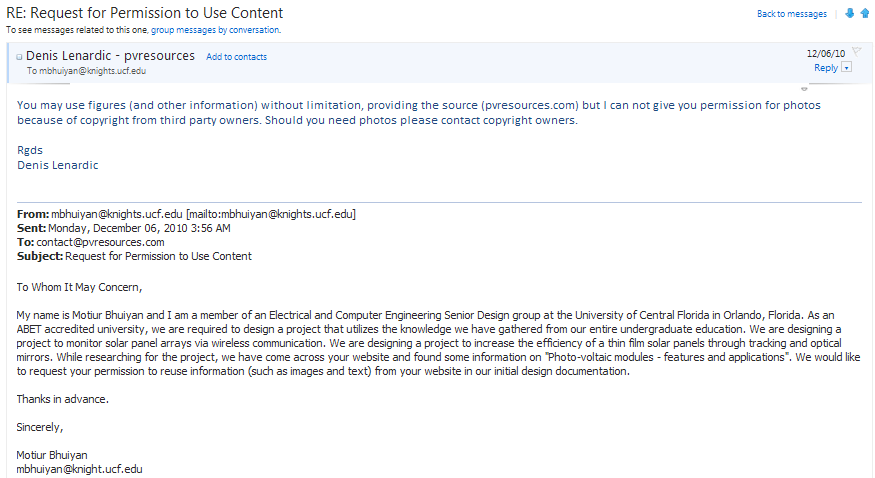 RE: Request for Permission to Use Content
Back to messages
To see messages related to this one, group messages by conversation.
Denis Lenardic - pvresources Add to contacts
12/06/10
To mbhuiyan@knights.ucf.edu
Reply
You may use figures (and other information) without limitation, providing the source (pvresources.com) but I can not give you permission for photos
because of copyright from third party owners. Should you need photos please contact copyright owners.
Rgds
Denis Lenardic
From: mbhuiyan@knights.ucf.edu [mailto:mbhuiyan@knights.ucf.edu]
Sent: Monday, December 06, 2010 3:56 AM
To: contact@pvresources.com
Subject: Request for Permission to Use Content
To Whom It May Concern,
My name is Motiur Bhuiyan and I am a member of an Electrical and Computer Engineering Senior Design group at the University of Central Florida in Orlando, Florida. As an
ABET accredited university, we are required to design a project that utilizes the knowledge we have gathered from our entire undergraduate education. We are designing a
project to monitor solar panel arrays via wireless communication. We are designing a project to increase the efficiency of a thin film solar panels through tracking and optical
mirrors. While researching for the project, we have come across your website and found some information on "Photo-voltaic modules - features and applications". We would like
to request your permission to reuse information (such as images and text) from your website in our initial design documentation.
Thanks in advance.
Sincerely,
Motiur Bhuiyan
mbhuiyan@knight.ucf.edu